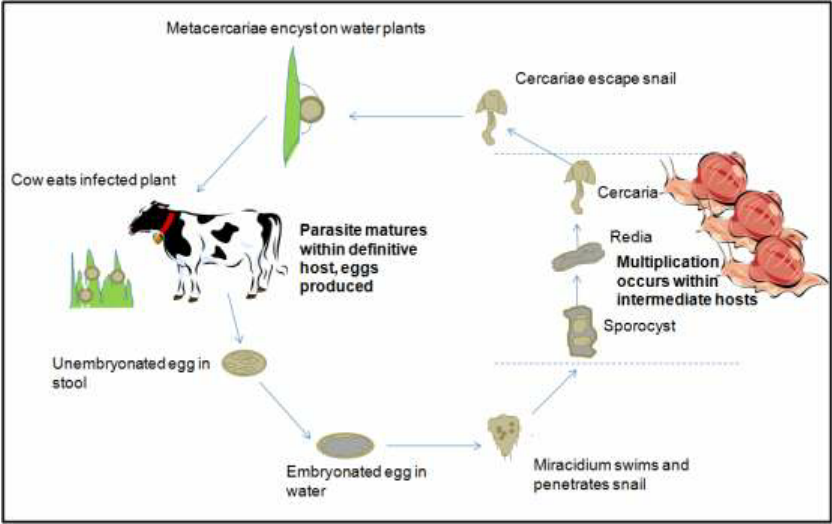 Metacercariae encyst on water plants
Cercariae escape snail
Cow eats infected plant
Cercaria
Parasite matures
within definitive
host, eggs
produced
Redia
Multiplication
occurs within
intermediate hosts
Sporocyst
Unembryonated egg in
stool
Embryonated egg in
water
Miracidium swims and
penetrates snail